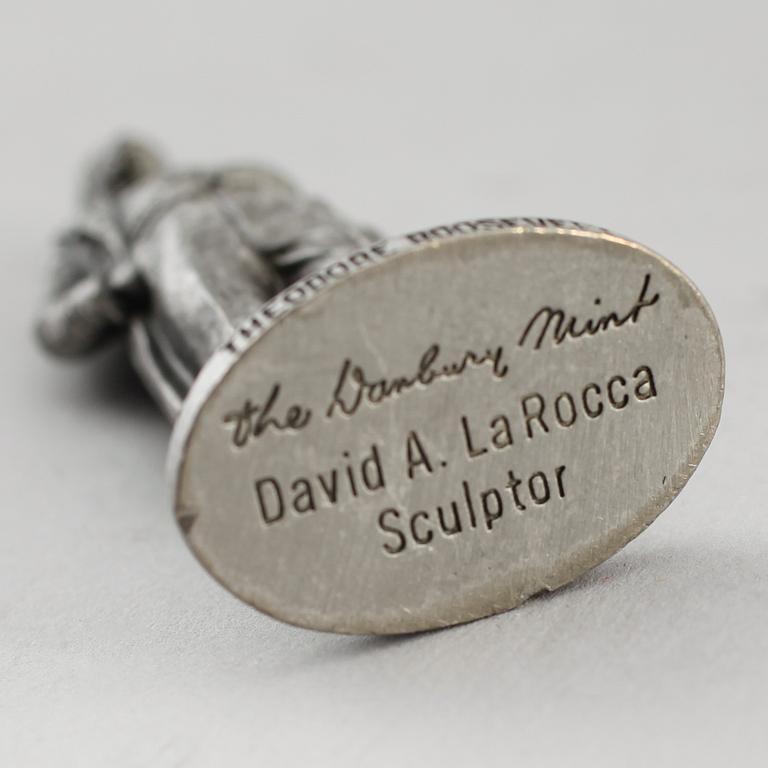 THEODORE ROOSEVELT
the Danbury Mint
David A. LaRocca
Sculptor